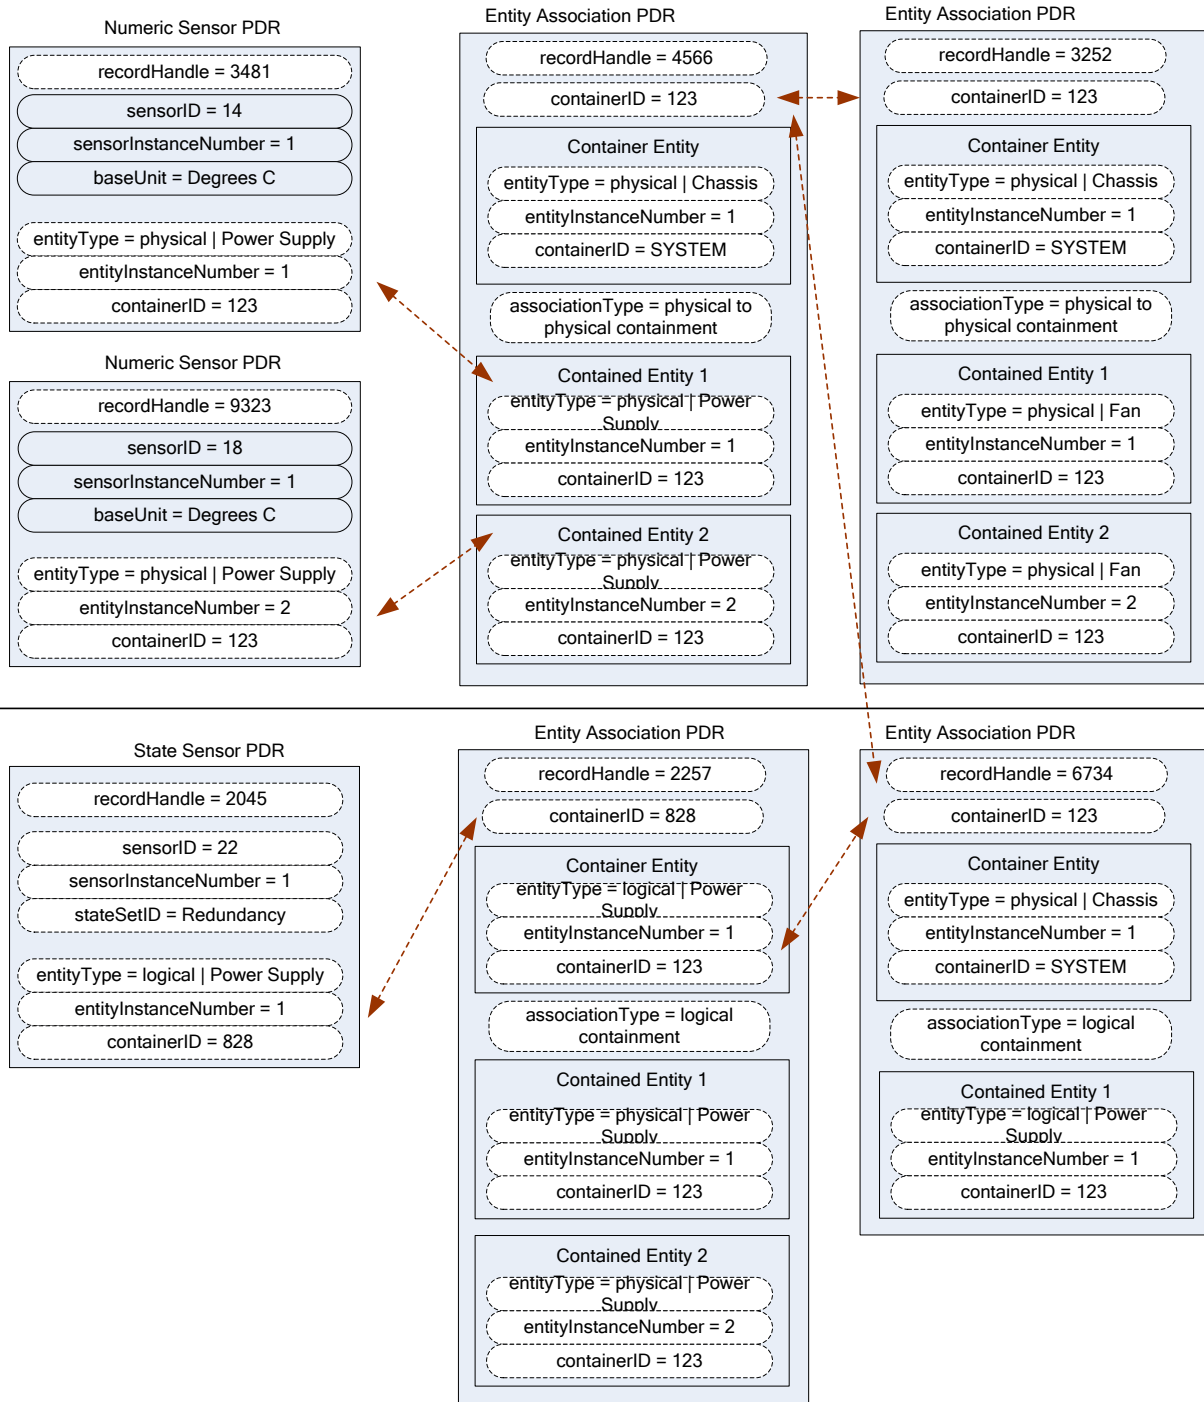 Numeric Sensor PDR
recordHandle = 3481
sensorID = 14
sensorInstanceNumber = 1
baseUnit = Degrees C
entityType = physical | Power Supply
entityInstanceNumber = 1
containerID = 123
Numeric Sensor PDR
recordHandle = 9323
sensorID = 18
sensorInstanceNumber = 1
baseUnit = Degrees C
entityType = physical | Power Supply
entityInstanceNumber = 2
containerID = 123
Entity Association PDR
recordHandle = 4566
containerID = 123
Container Entity
entityType = physical | Chassis
entityInstanceNumber = 1
containerID = SYSTEM
associationType = physical to
physical containment
Contained Entity 1
entityType = physical | Power
Supply
entityInstanceNumber = 1
containerID = 123
Contained Entity 2
entityType = physical | Power
Supply
entityInstanceNumber = 2
containerID = 123
Entity Association PDR
recordHandle = 3252
containerID = 123
Container Entity
entityType = physical | Chassis
entityInstanceNumber = 1
containerID = SYSTEM
associationType = physical to
physical containment
Contained Entity 1
entityType = physical | Fan
entityInstanceNumber = 1
containerID = 123
Contained Entity 2
entityType = physical | Fan
entityInstanceNumber = 2
containerID = 123
State Sensor PDR
recordHandle = 2045
sensorID = 22
sensorInstanceNumber = 1
stateSetID = Redundancy
entityType = logical | Power Supply
entityInstanceNumber = 1
containerID = 828
Entity Association PDR
recordHandle = 2257
containerID = 828
Container Entity
entityType = logical | Power
Supply
entityInstanceNumber = 1
containerID = 123
associationType = logical
containment
Contained Entity 1
entityType = physical | Power
Supply
entityInstanceNumber = 1
containerID = 123
Contained Entity 2
entityType = physical | Power
Supply
entityInstanceNumber = 2
containerID = 123
Entity Association PDR
recordHandle = 6734
containerID = 123
Container Entity
entityType = physical | Chassis
entityInstanceNumber = 1
containerID = SYSTEM
associationType = logical
containment
Contained Entity 1
entityType = logical | Power
Supply
entityInstanceNumber = 1
containerID = 123